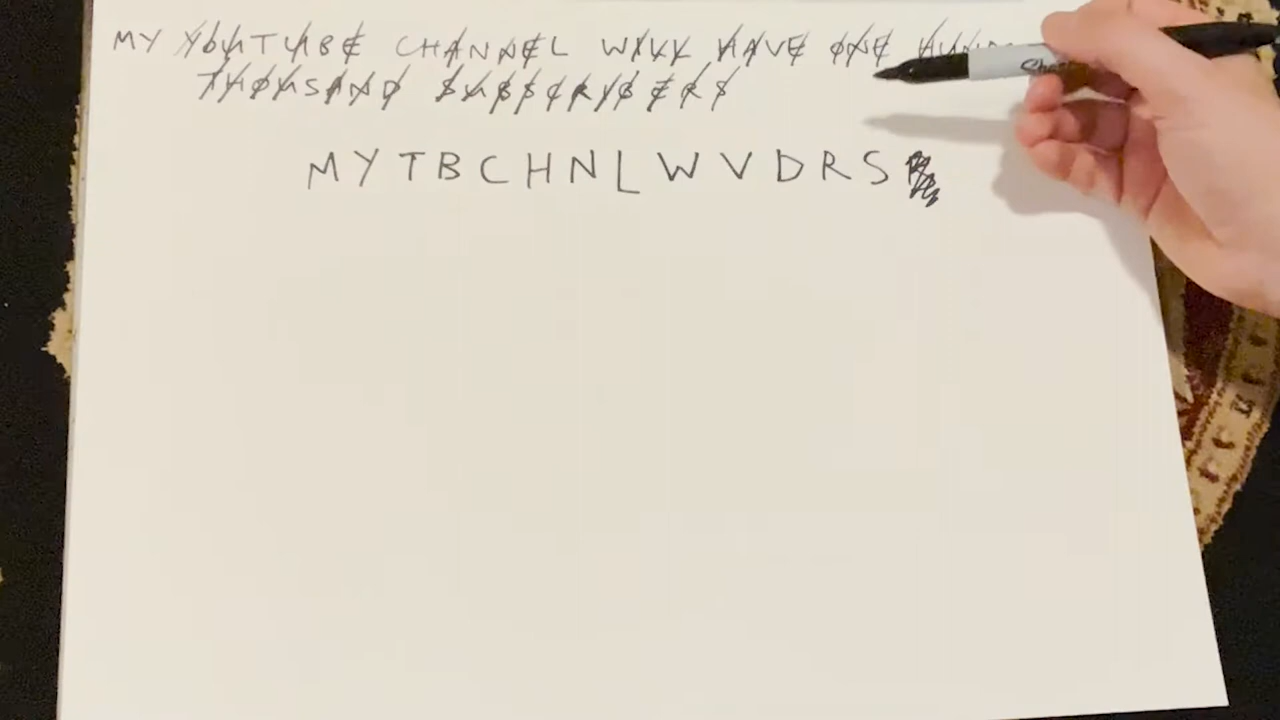 MY YOUTUBE CHANNEL WILL HAVE ONE
THOUSAND SUBSCRIBERS
MYTBCHNLWVDRS